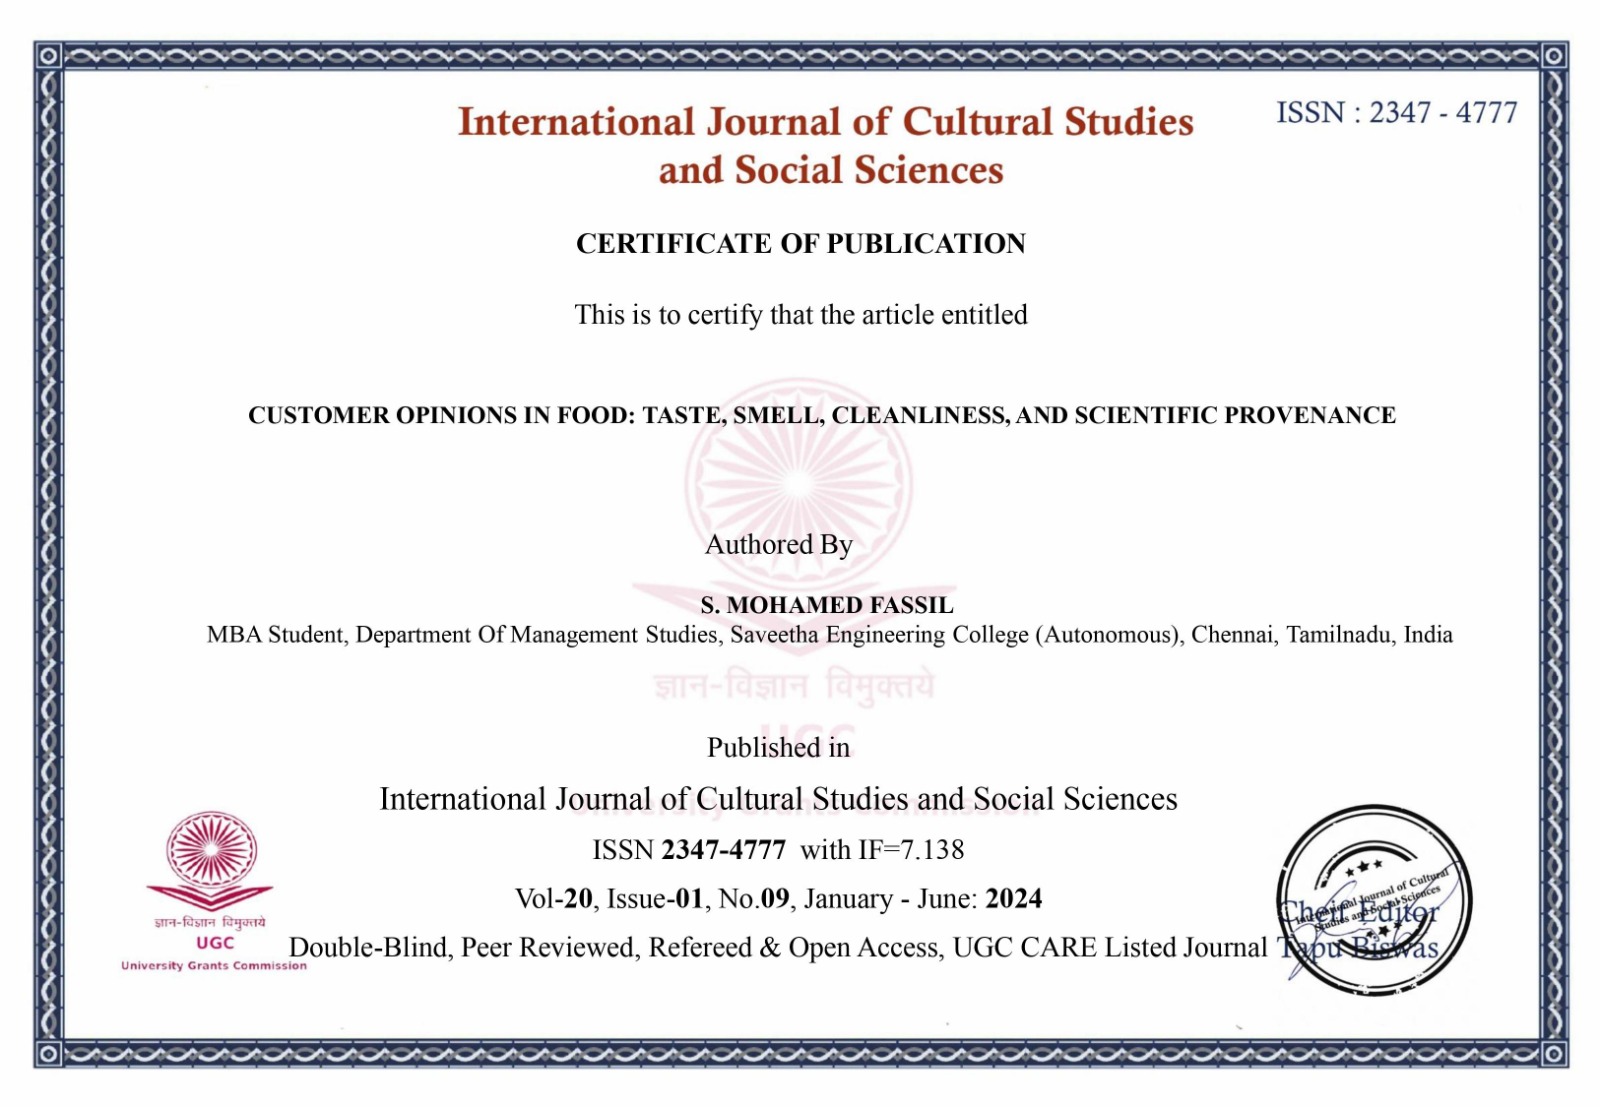 International Journal of Cultural Studies
and Social Sciences
ISSN : 2347 - 4777
CERTIFICATE OF PUBLICATION
This is to certify that the article entitled
CUSTOMER OPINIONS IN FOOD: TASTE, SMELL, CLEANLINESS, AND SCIENTIFIC PROVENANCE
Authored By
S. MOHAMED FASSIL
MBA Student, Department Of Management Studies, Saveetha Engineering College (Autonomous), Chennai, Tamilnadu, India
ज्ञान-विज्ञान विमुक्तये
UGC
University Grants Commission
Published in
International Journal of Cultural Studies and Social Sciences
ISSN 2347-4777 with IF=7.138
Vol-20, Issue-01, No.09, January - June: 2024
Double-Blind, Peer Reviewed, Refereed & Open Access, UGC CARE Listed Journal
ज्ञान-विज्ञान विमुक्तये
UGC
University Grants Commission
International Journal of Cultural
Studies and Social Sciences
Cheif Editor
Tapu Biswas